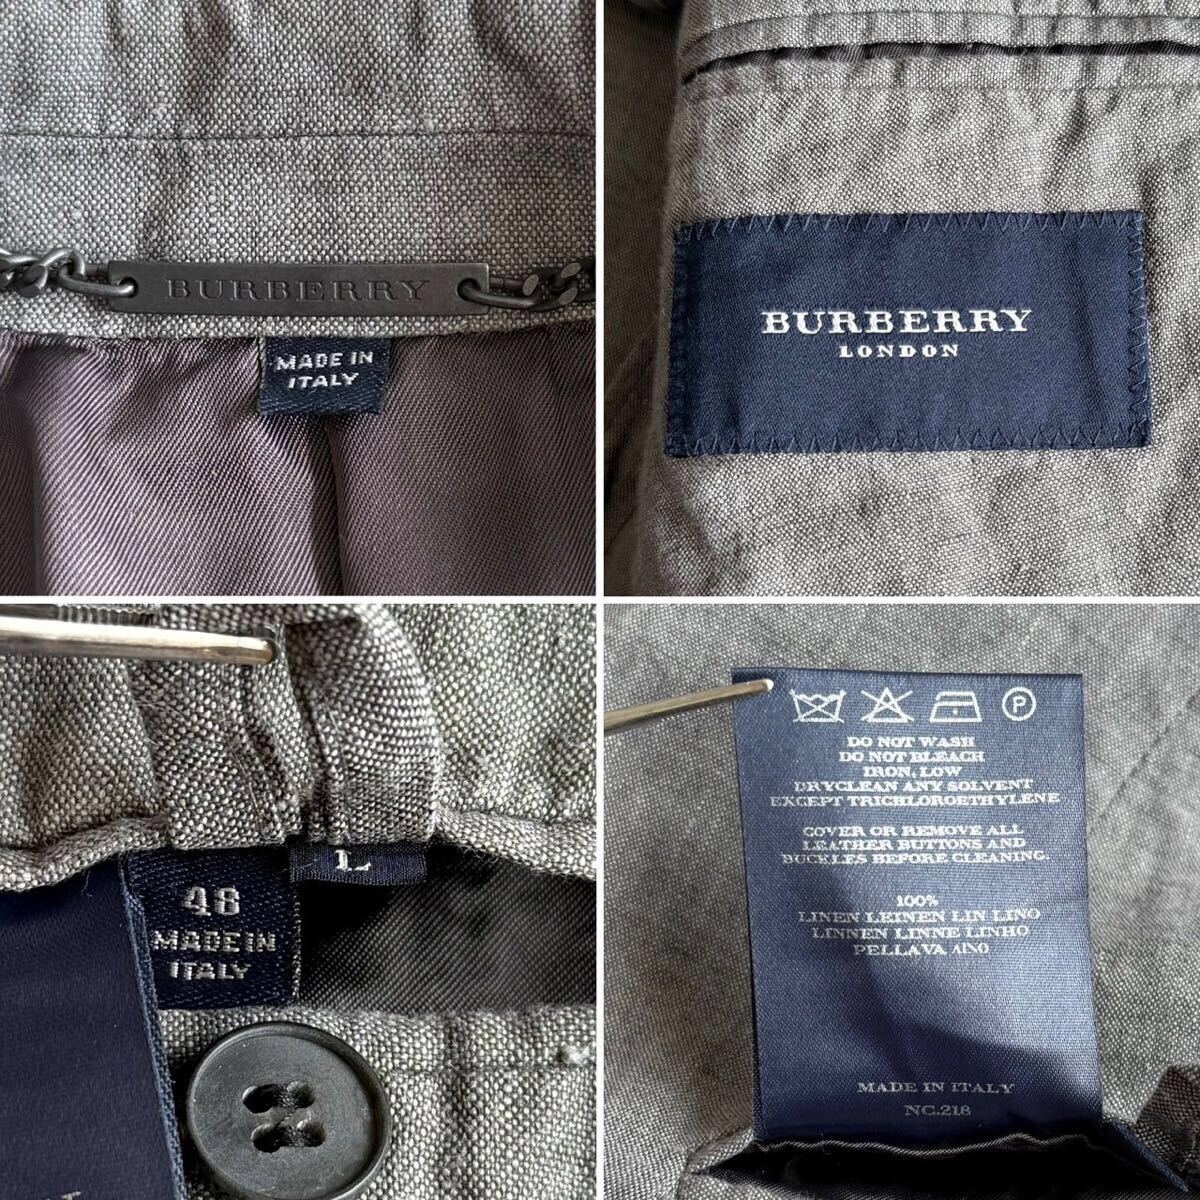 BURBERRY
MADE IN
ITALY
BURBERRY
LONDON
L
48
MADE IN
ITALY
P
DO NOT WASH
DO NOT BLEACH
IRON, LOW
DRYCLEAN ANY SOLVENT
EXCEPT TRICHLOROETHYLENE
COVER OR REMOVE ALL
LEATHER BUTTONS AND
BUCKLES BEFORE CLEANING.
100%
LINEN LEINEN LIN LINO
LINNEN LINNE LINHO
PELLAVA ΛΙΝΟ
MADE IN ITALY
NC.218